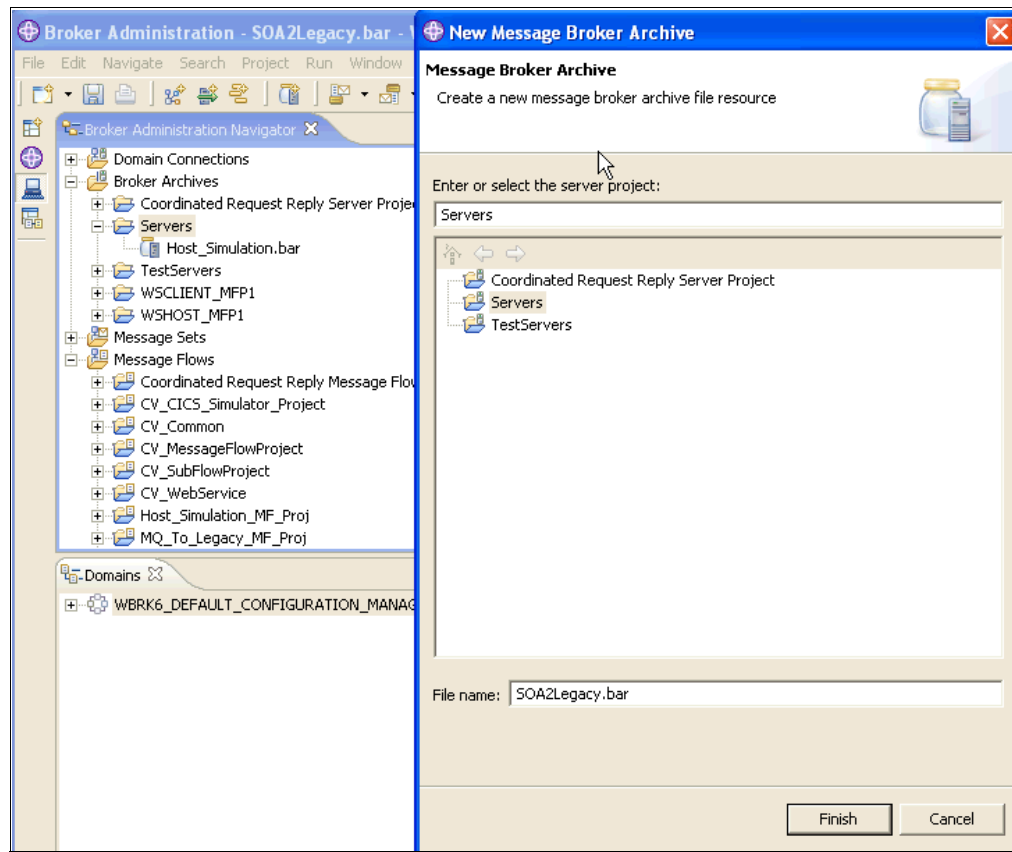 Broker Administration - SOA2Legacy.bar -
File Edit Navigate Search Project Run Window
Broker Administration Navigator
Domain Connections
Broker Archives
Coordinated Request Reply Server Proje
Servers
Host_Simulation.bar
TestServers
WSCLIENT_MFP1
WSHOST_MFP1
Message Sets
Message Flows
Coordinated Request Reply Message Flo
CV_CICS_Simulator_Project
CV_Common
CV_MessageFlowProject
CV_SubFlowProject
CV_WebService
Host_Simulation_MF_Proj
MQ_To_Legacy_MF_Proj
Domains
WBRK6_DEFAULT_CONFIGURATION_MANAG
New Message Broker Archive
Message Broker Archive
Create a new message broker archive file resource
Enter or select the server project:
Servers
Coordinated Request Reply Server Project
Servers
TestServers
File name: SOA2Legacy.bar
Finish Cancel